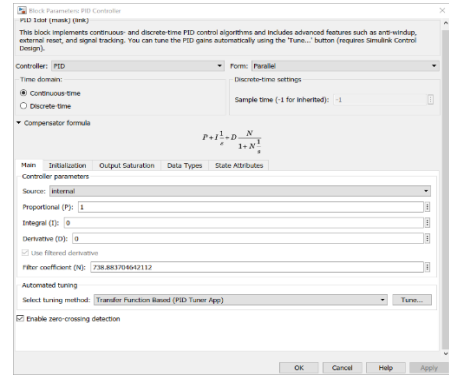 Block Parameters: PID Controller
PID 1dof (mask) (link)
This block implements continuous- and discrete-time PID control algorithms and includes advanced features such as anti-windup,
external reset, and signal tracking. You can tune the PID gains automatically using the 'Tune...' button (requires Simulink Control
Design).
Controller: PID Form: Parallel
Time domain: Discrete-time settings
Continuous-time
Sample time (-1 for inherited): -1
Discrete-time
Compensator formula
P+I 1/s +D N/(1+N 1/s)
Main Initialization Output Saturation Data Types State Attributes
Controller parameters
Source: internal
Proportional (P): 1
Integral (I): 0
Derivative (D): 0
Use filtered derivative
Filter coefficient (N): 738.883704642112
Automated tuning
Select tuning method: Transfer Function Based (PID Tuner App) Tune...
Enable zero-crossing detection
OK Cancel Help Apply